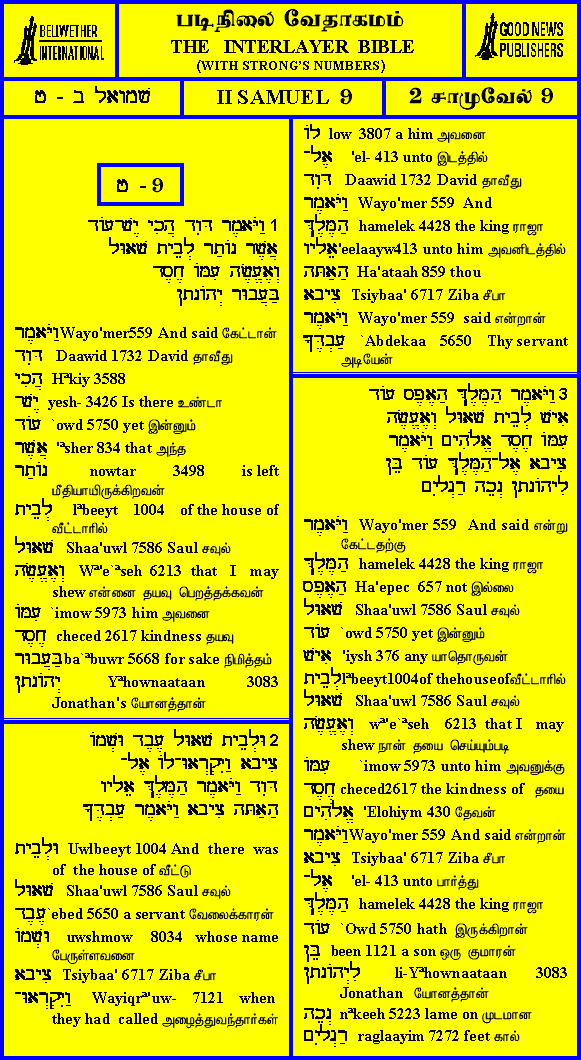 BELLWETHER INTERNATIONAL
படிநிலை வேதாகமம்
THE INTERLAYER BIBLE
(WITH STRONG'S NUMBERS)
GOOD NEWS PUBLISHERS
שמואל ב - ט
II SAMUEL 9
2 சாமுவேல் 9
ט - 9
1 וַיֹּאמֶר דָּוִד הֲכִי יֶשׁ־עוֹד
אֲשֶׁר נוֹתַר לְבֵית שָׁאוּל
וְאֶעֱשֶׂה עִמּוֹ חֶסֶד
בַּעֲבוּר יְהוֹנָתָן
וַיֹּאמֶר Wayo'mer559 And said கேட்டான்
דָּוִד Daawid 1732 David தாவீது
הֲכִי Hªkiy 3588
יֶשׁ yesh- 3426 Is there உண்டா
עוֹד `owd 5750 yet இன்னும்
אֲשֶׁר 'ªsher 834 that அந்த
נוֹתַר nowtar 3498 is left
மீதியாயிருக்கிறவன்
לְבֵית lªbeeyt 1004 of the house of
வீட்டாரில்
שָׁאוּל Shaa'uwl 7586 Saul சவுல்
וְאֶעֱשֶׂה Wª'e`ªseh 6213 that I may
shew என்னை தயவு பெறத்தக்கவன்
עִמּוֹ `imow 5973 him அவனை
חֶסֶד checed 2617 kindness தயவு
בַּעֲבוּר ba`ªbuwr 5668 for sake நிமித்தம்
יְהוֹנָתָן Yªhownaataan 3083
Jonathan's யோனத்தான்
2 וּלְבֵית שָׁאוּל עֶבֶד וּשְׁמוֹ
צִיבָא וַיִּקְרְאוּ־לוֹ אֶל־
דָּוִד וַיֹּאמֶר הַמֶּלֶךְ אֵלָיו
הַאַתָּה צִיבָא וַיֹּאמֶר עַבְדֶּךָ
וּלְבֵית Uwlbeeyt 1004 And there was
of the house of வீட்டு
שָׁאוּל Shaa'uwl 7586 Saul சவுல்
עֶבֶד `ebed 5650 a servant வேலைக்காரன்
וּשְׁמוֹ uwshmow 8034 whose name
பேருள்ளவனை
צִיבָא Tsiybaa' 6717 Ziba சீபா
וַיִּקְרְאוּ־ Wayiqrª'uw- 7121 when
they had called அழைத்துவந்தார்கள்
לוֹ low 3807 a him அவனை
אֶל־ 'el- 413 unto இடத்தில்
דָּוִד Daawid 1732 David தாவீது
וַיֹּאמֶר Wayo'mer 559 And
הַמֶּלֶךְ hamelek 4428 the king ராஜா
אֵלָיו 'eelaayw413 unto him அவனிடத்தில்
הַאַתָּה Ha'ataah 859 thou
צִיבָא Tsiybaa' 6717 Ziba சீபா
וַיֹּאמֶר Wayo'mer 559 said என்றான்
עַבְדֶּךָ `Abdekaa 5650 Thy servant
அடியேன்
3 וַיֹּאמֶר הַמֶּלֶךְ הַאֶפֶס עוֹד
אִישׁ לְבֵית שָׁאוּל וְאֶעֱשֶׂה
עִמּוֹ חֶסֶד אֱלֹהִים וַיֹּאמֶר
צִיבָא אֶל־הַמֶּלֶךְ עוֹד בֵּן
לִיהוֹנָתָן נְכֵה רַגְלָיִם
וַיֹּאמֶר Wayo'mer 559 And said என்று
கேட்டதற்கு
הַמֶּלֶךְ hamelek 4428 the king ராஜா
הַאֶפֶס Ha'epec 657 not இல்லை
שָׁאוּל Shaa'uwl 7586 Saul சவுல்
עוֹד `owd 5750 yet இன்னும்
אִישׁ 'iysh 376 any யாதொருவன்
לְבֵית lªbeeyt1004of thehouseofவீட்டாரில்
שָׁאוּל Shaa'uwl 7586 Saul சவுல்
וְאֶעֱשֶׂה wª'e`ªseh 6213 that I may
shew நான் தயை செய்யும்படி
עִמּוֹ `imow 5973 unto him அவனுக்கு
חֶסֶד checed2617 the kindness of தயை
אֱלֹהִים 'Elohiym 430 தேவன்
וַיֹּאמֶר Wayo'mer 559 And said என்றான்
צִיבָא Tsiybaa' 6717 Ziba சீபா
אֶל־ 'el- 413 unto பார்த்து
הַמֶּלֶךְ hamelek 4428 the king ராஜா
עוֹד `Owd 5750 hath இருக்கிறான்
בֵּן been 1121 a son ஒரு குமாரன்
לִיְהוֹנָתָן li-Yªhownaataan 3083
Jonathan யோனத்தான்
נְכֵה nªkeeh 5223 lame on முடமான
רַגְלָיִם raglaayim 7272 feet கால்